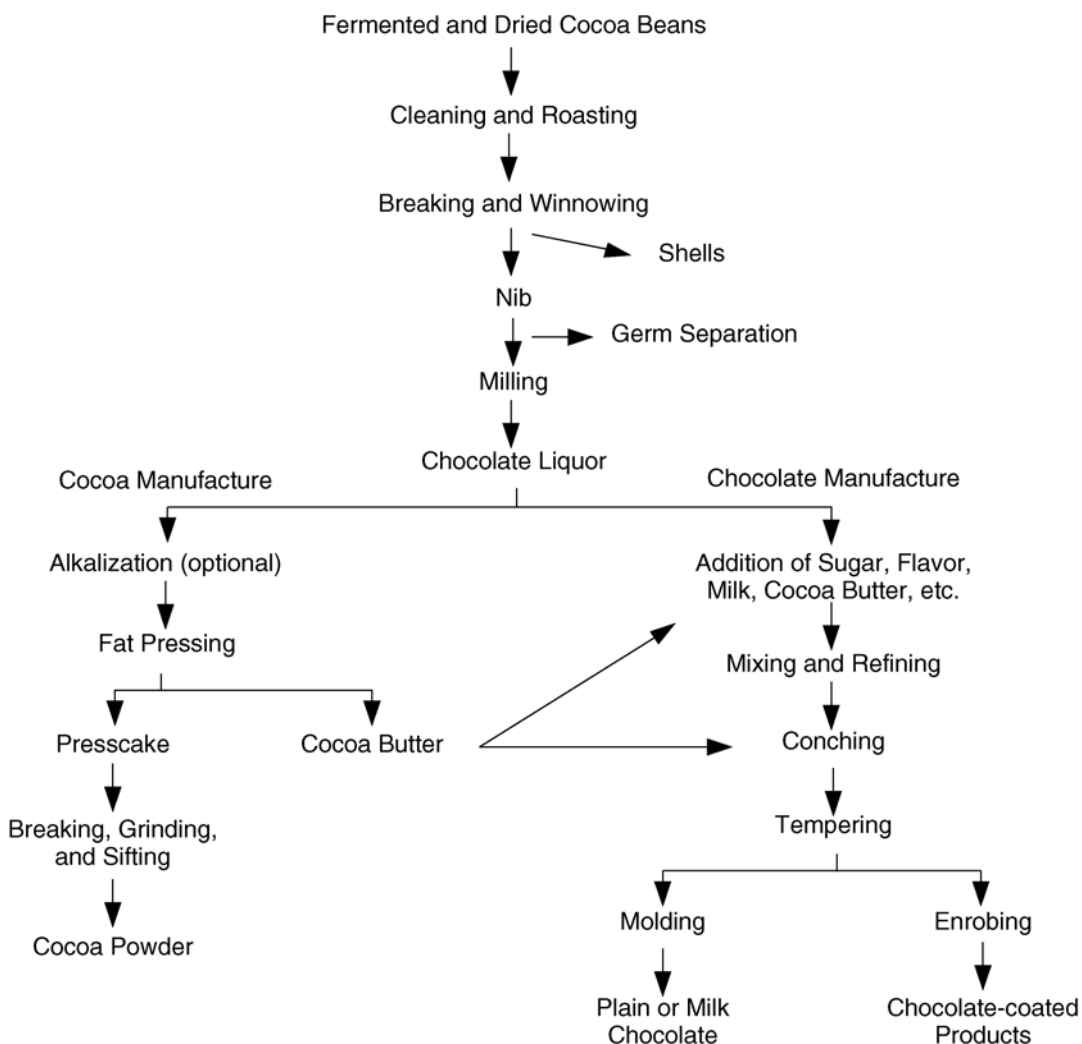 Fermented and Dried Cocoa Beans
Cleaning and Roasting
Breaking and Winnowing
Shells
Nib
Germ Separation
Milling
Chocolate Liquor
Cocoa Manufacture
Chocolate Manufacture
Alkalization (optional)
Addition of Sugar, Flavor,
Milk, Cocoa Butter, etc.
Fat Pressing
Mixing and Refining
Presscake
Cocoa Butter
Conching
Breaking, Grinding,
and Sifting
Tempering
Molding
Enrobing
Cocoa Powder
Plain or Milk
Chocolate
Chocolate-coated
Products